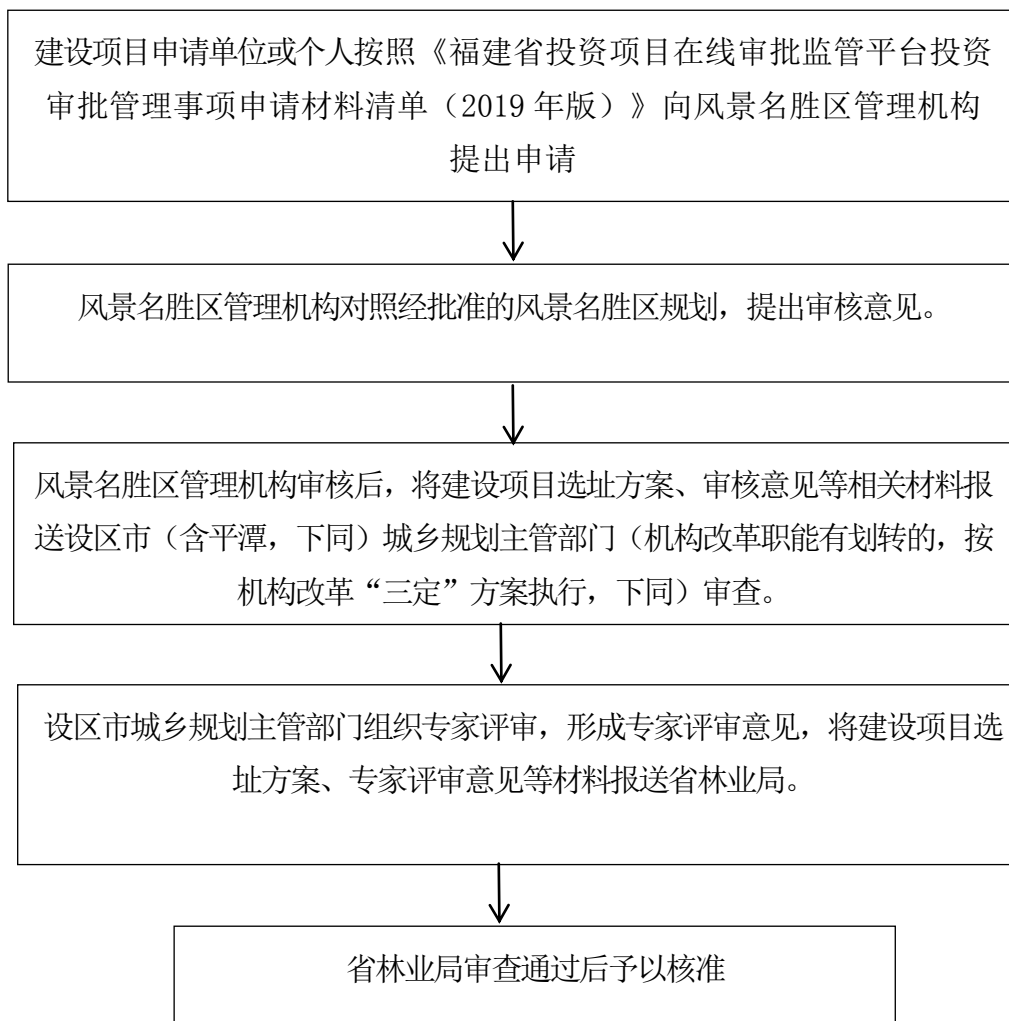 建设项目申请单位或个人按照《福建省投资项目在线审批监管平台投资
审批管理事项申请材料清单（2019 年版）》向风景名胜区管理机构
提出申请
风景名胜区管理机构对照经批准的风景名胜区规划，提出审核意见。
风景名胜区管理机构审核后，将建设项目选址方案、审核意见等相关材料报
送设区市（含平潭，下同）城乡规划主管部门（机构改革职能有划转的，按
机构改革“三定”方案执行，下同）审查。
设区市城乡规划主管部门组织专家评审，形成专家评审意见，将建设项目选
址方案、专家评审意见等材料报送省林业局。
省林业局审查通过后予以核准